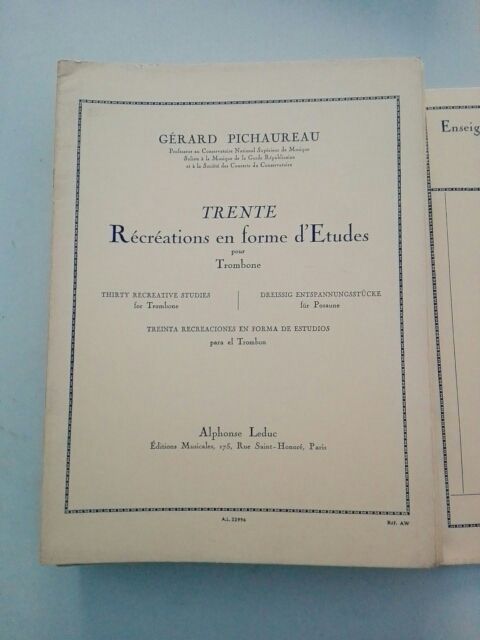 GÉRARD PICHAUREAU
Professeur au Conservatoire National Supérieur de Musique
Soliste à la Musique de la Garde Républicaine
et à la Société des Concerts du Conservatoire
TRENTE
Récréations en forme d'Etudes
pour
Trombone
THIRTY RECREATIVE STUDIES
for Trombone
DREISSIG ENTSPANNUNGSSTÜCKE
für Posaune
TREINTA RECREACIONES EN FORMA DE ESTUDIOS
para el Trombon
Alphonse Leduc
Éditions Musicales, 175, Rue Saint-Honoré, Paris
A.L. 22996
Réf. AW
Enseig